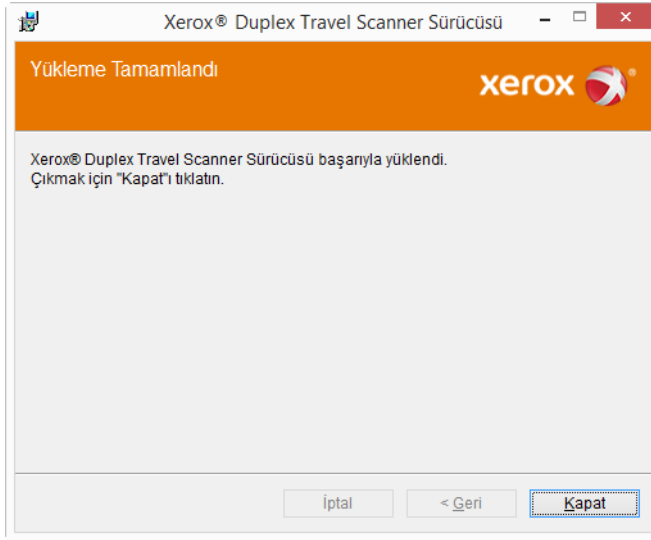 Xerox® Duplex Travel Scanner Sürücüsü
Yükleme Tamamlandı
xerox
Xerox® Duplex Travel Scanner Sürücüsü başarıyla yüklendi.
Çıkmak için "Kapat"ı tıklatın.
İptal
< Geri
Kapat